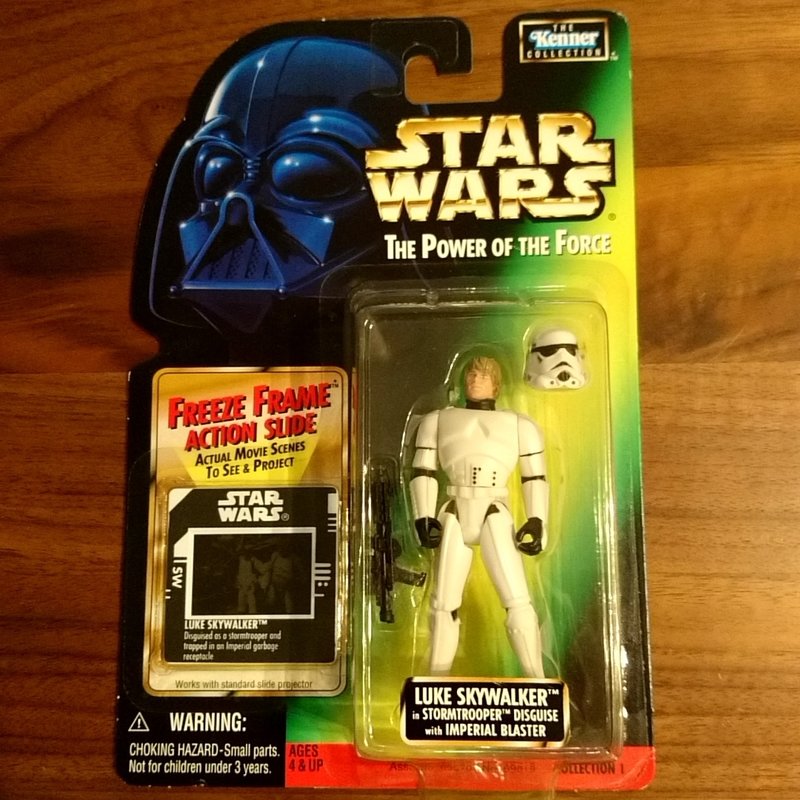 THE
Kenner
COLLECTION™
STAR
WARS®
THE POWER OF THE FORCE
FREEZE FRAME™
ACTION SLIDE
ACTUAL MOVIE SCENES
TO SEE & PROJECT
STAR
WARS®
SW
LUKE SKYWALKER™
Disguised as a stormtrooper and
trapped in an Imperial garbage
receptacle
Works with standard slide projector
LUKE SKYWALKER™
in STORMTROOPER™ DISGUISE
with IMPERIAL BLASTER
WARNING:
CHOKING HAZARD-Small parts.
Not for children under 3 years.
AGES
4 & UP
COLLECTION 1